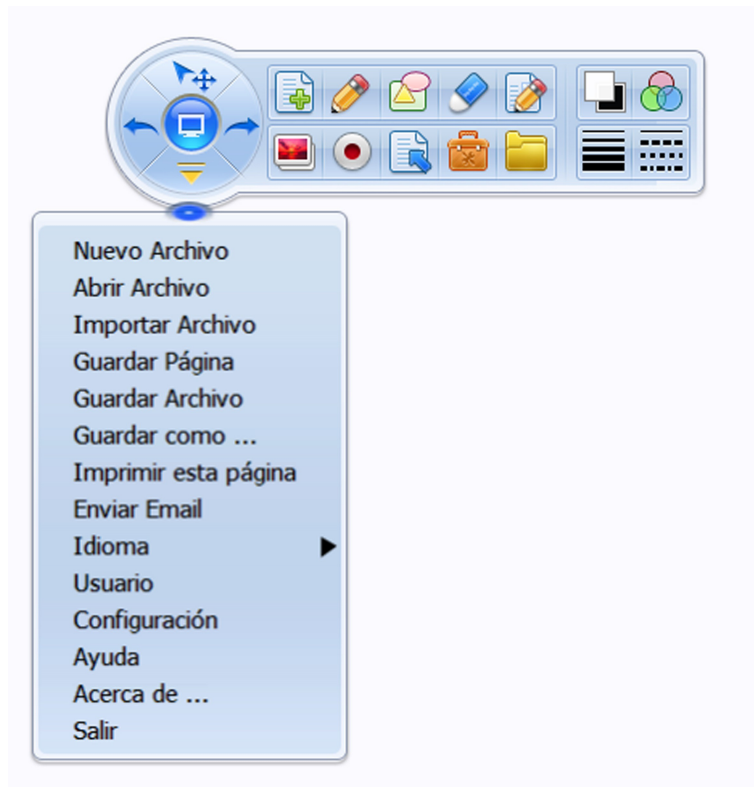 Nuevo Archivo
Abrir Archivo
Importar Archivo
Guardar Página
Guardar Archivo
Guardar como ...
Imprimir esta página
Enviar Email
Idioma
Usuario
Configuración
Ayuda
Acerca de ...
Salir